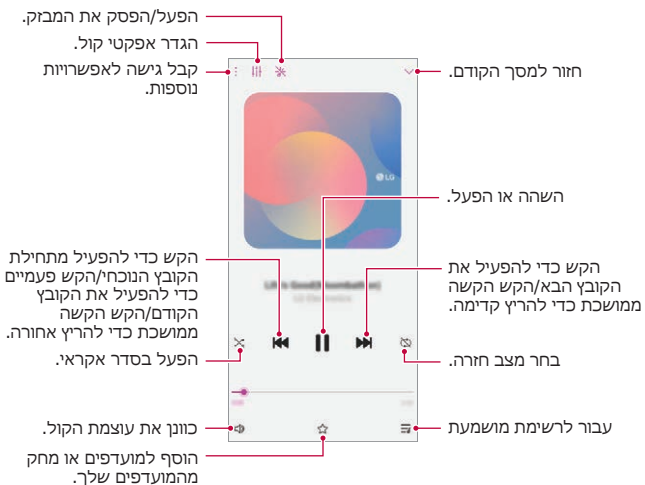 הפעל/הפסק את המבזק.
הגדר אפקטי קול.
קבל גישה לאפשרויות
נוספות.
חזור למסך הקודם.
LG
השהה או הפעל.
הקש כדי להפעיל מתחילת
הקובץ הנוכחי/הקש פעמיים
כדי להפעיל את הקובץ
הקודם/הקש הקשה
ממושכת כדי להריץ אחורה.
הקש כדי להפעיל את
הקובץ הבא/הקש הקשה
ממושכת כדי להריץ קדימה.
הפעל בסדר אקראי.
בחר מצב חזרה.
כוונן את עוצמת הקול.
עבור לרשימת מושמעת
הוסף למועדפים או מחק
מהמועדפים שלך.